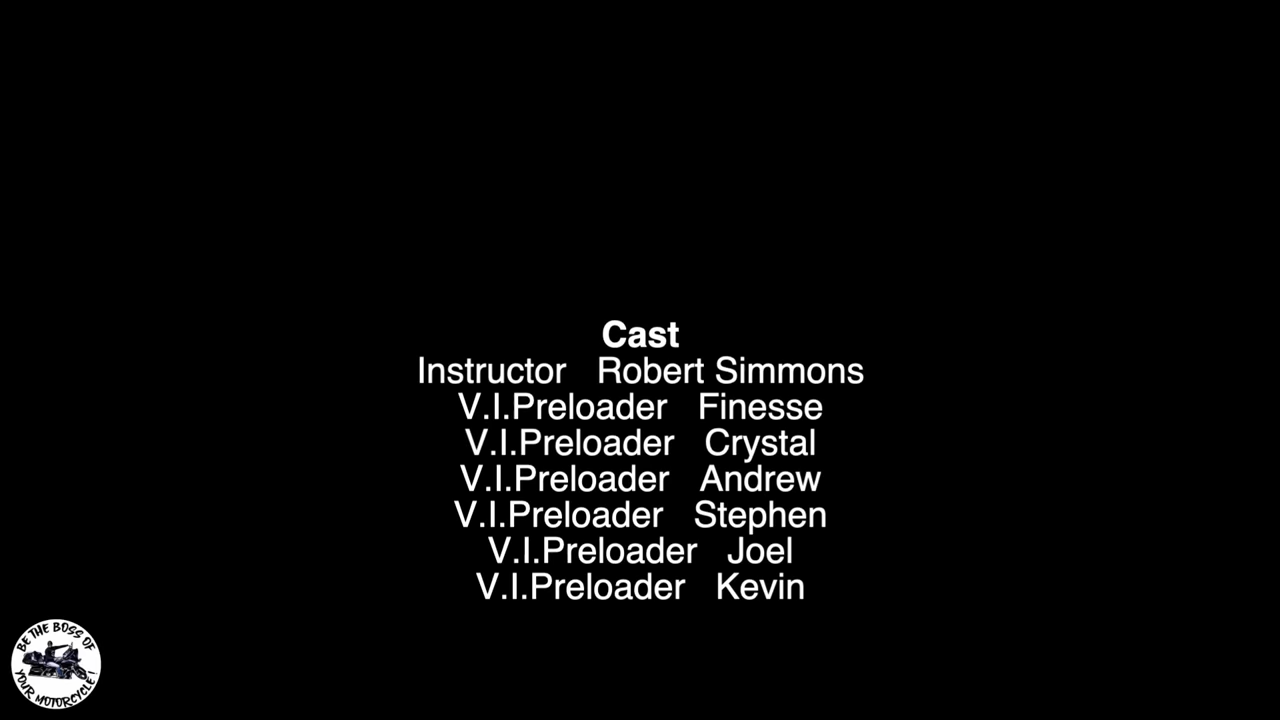 Cast
Instructor Robert Simmons
V.I.Preloader Finesse
V.I.Preloader Crystal
V.I.Preloader Andrew
V.I.Preloader Stephen
V.I.Preloader Joel
V.I.Preloader Kevin
BE THE BOSS OF
YOUR MOTORCYCLE!